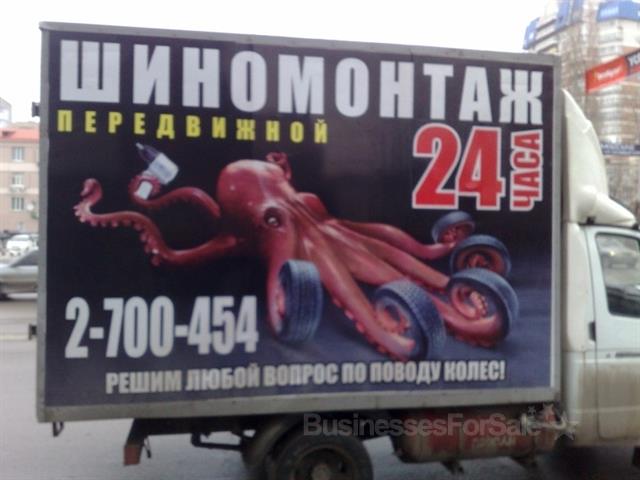 ШИНОМОНТАЖ
ПЕРЕДВИЖНОЙ
24 ЧАСА
2-700-454
РЕШИМ ЛЮБОЙ ВОПРОС ПО ПОВОДУ КОЛЕС!
BusinessesForSale